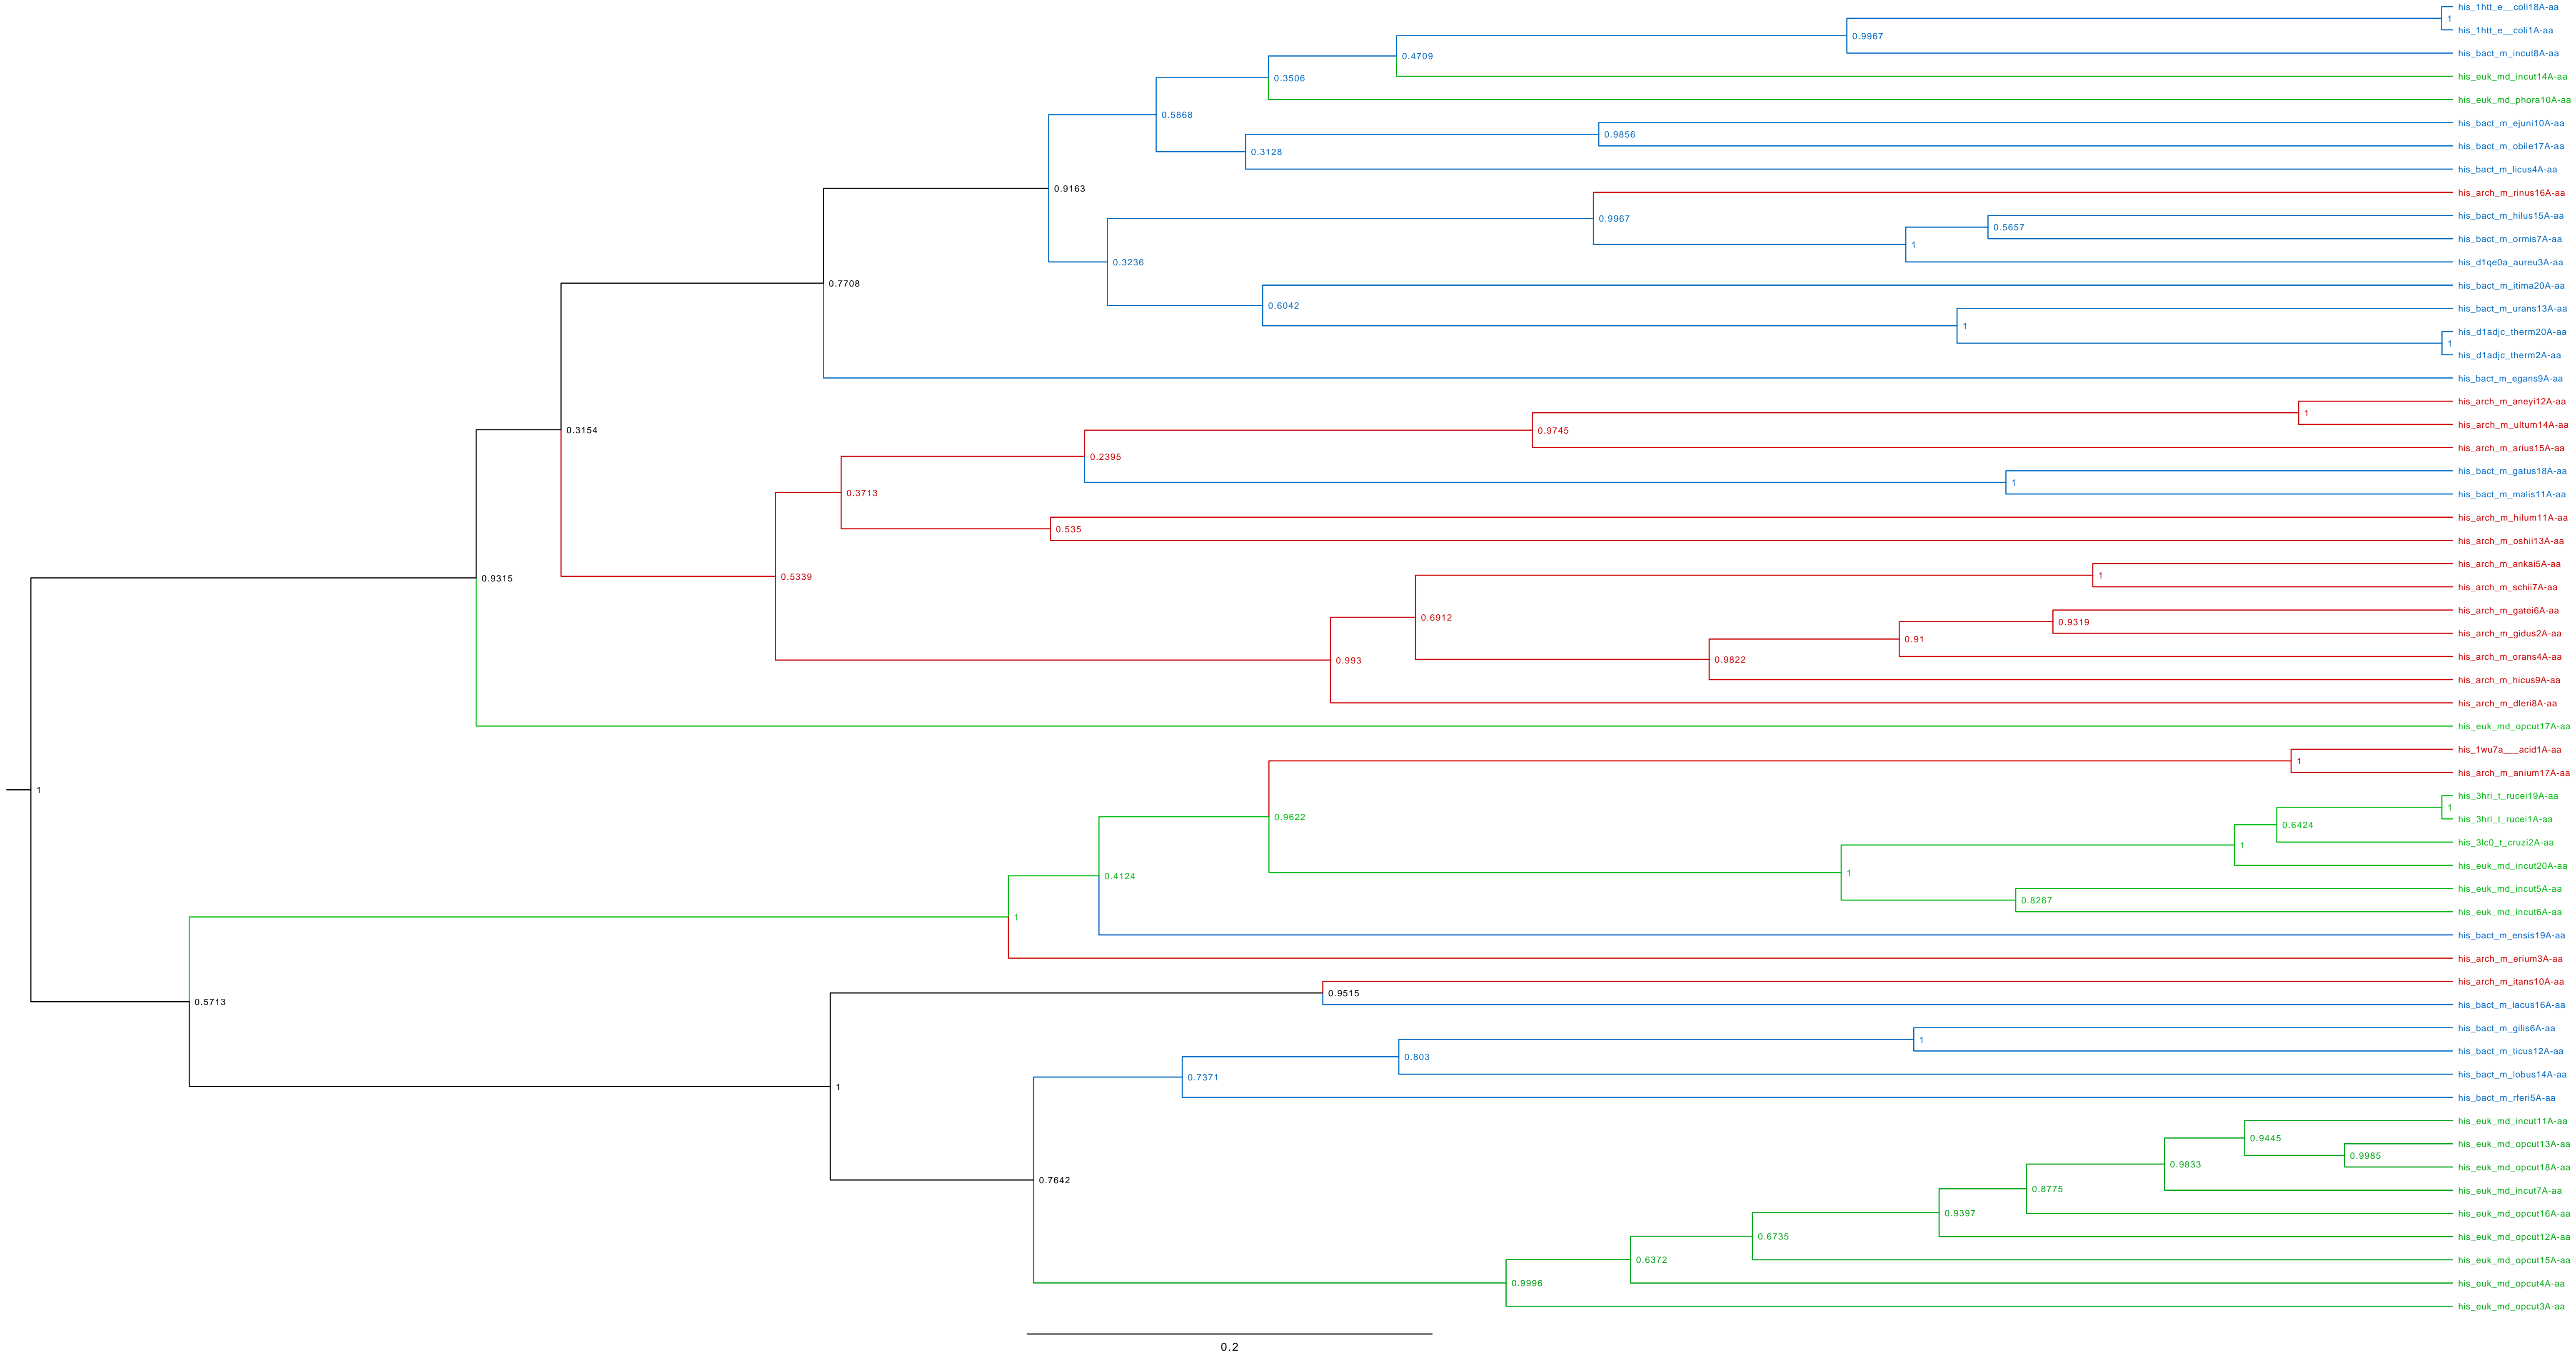 his_1htt_e__coli18A-aa
1
his_1htt_e__coli1A-aa
0.9967
his_bact_m_incut8A-aa
0.4709
his_euk_md_incut14A-aa
0.3506
his_euk_md_phora10A-aa
0.5868
his_bact_m_ejuni10A-aa
0.9856
his_bact_m_obile17A-aa
0.3128
his_bact_m_licus4A-aa
0.9163
his_arch_m_rinus16A-aa
0.9967
his_bact_m_hilus15A-aa
0.5657
his_bact_m_ormis7A-aa
1
his_d1qe0a_aureu3A-aa
0.3236
his_bact_m_itima20A-aa
0.7708
0.6042
his_bact_m_urans13A-aa
1
his_d1adjc_therm20A-aa
1
his_d1adjc_therm2A-aa
his_bact_m_egans9A-aa
his_arch_m_aneyi12A-aa
1
his_arch_m_ultum14A-aa
0.3154
0.9745
his_arch_m_arius15A-aa
0.2395
his_bact_m_gatus18A-aa
1
his_bact_m_malis11A-aa
0.3713
his_arch_m_hilum11A-aa
0.535
his_arch_m_oshii13A-aa
his_arch_m_ankai5A-aa
0.9315
0.5339
1
his_arch_m_schii7A-aa
his_arch_m_gatei6A-aa
0.6912
0.9319
his_arch_m_gidus2A-aa
0.91
his_arch_m_orans4A-aa
0.993
0.9822
his_arch_m_hicus9A-aa
his_arch_m_dleri8A-aa
his_euk_md_opcut17A-aa
his_1wu7a___acid1A-aa
1
his_arch_m_anium17A-aa
1
his_3hri_t_rucei19A-aa
1
his_3hri_t_rucei1A-aa
0.9622
0.6424
his_3lc0_t_cruzi2A-aa
1
his_euk_md_incut20A-aa
0.4124
1
his_euk_md_incut5A-aa
0.8267
his_euk_md_incut6A-aa
1
his_bact_m_ensis19A-aa
his_arch_m_erium3A-aa
his_arch_m_itans10A-aa
0.5713
0.9515
his_bact_m_iacus16A-aa
his_bact_m_gilis6A-aa
1
his_bact_m_ticus12A-aa
0.803
his_bact_m_lobus14A-aa
1
0.7371
his_bact_m_rferi5A-aa
his_euk_md_incut11A-aa
0.9445
his_euk_md_opcut13A-aa
0.9985
his_euk_md_opcut18A-aa
0.9833
his_euk_md_incut7A-aa
0.7642
0.8775
his_euk_md_opcut16A-aa
0.9397
his_euk_md_opcut12A-aa
0.6735
his_euk_md_opcut15A-aa
0.6372
his_euk_md_opcut4A-aa
0.9996
his_euk_md_opcut3A-aa
0.2